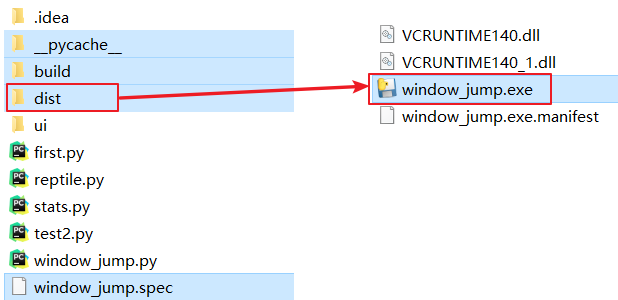 .idea
__pycache__
build
dist
ui
first.py
reptile.py
stats.py
test2.py
window_jump.py
window_jump.spec
VCRUNTIME140.dll
VCRUNTIME140_1.dll
window_jump.exe
window_jump.exe.manifest